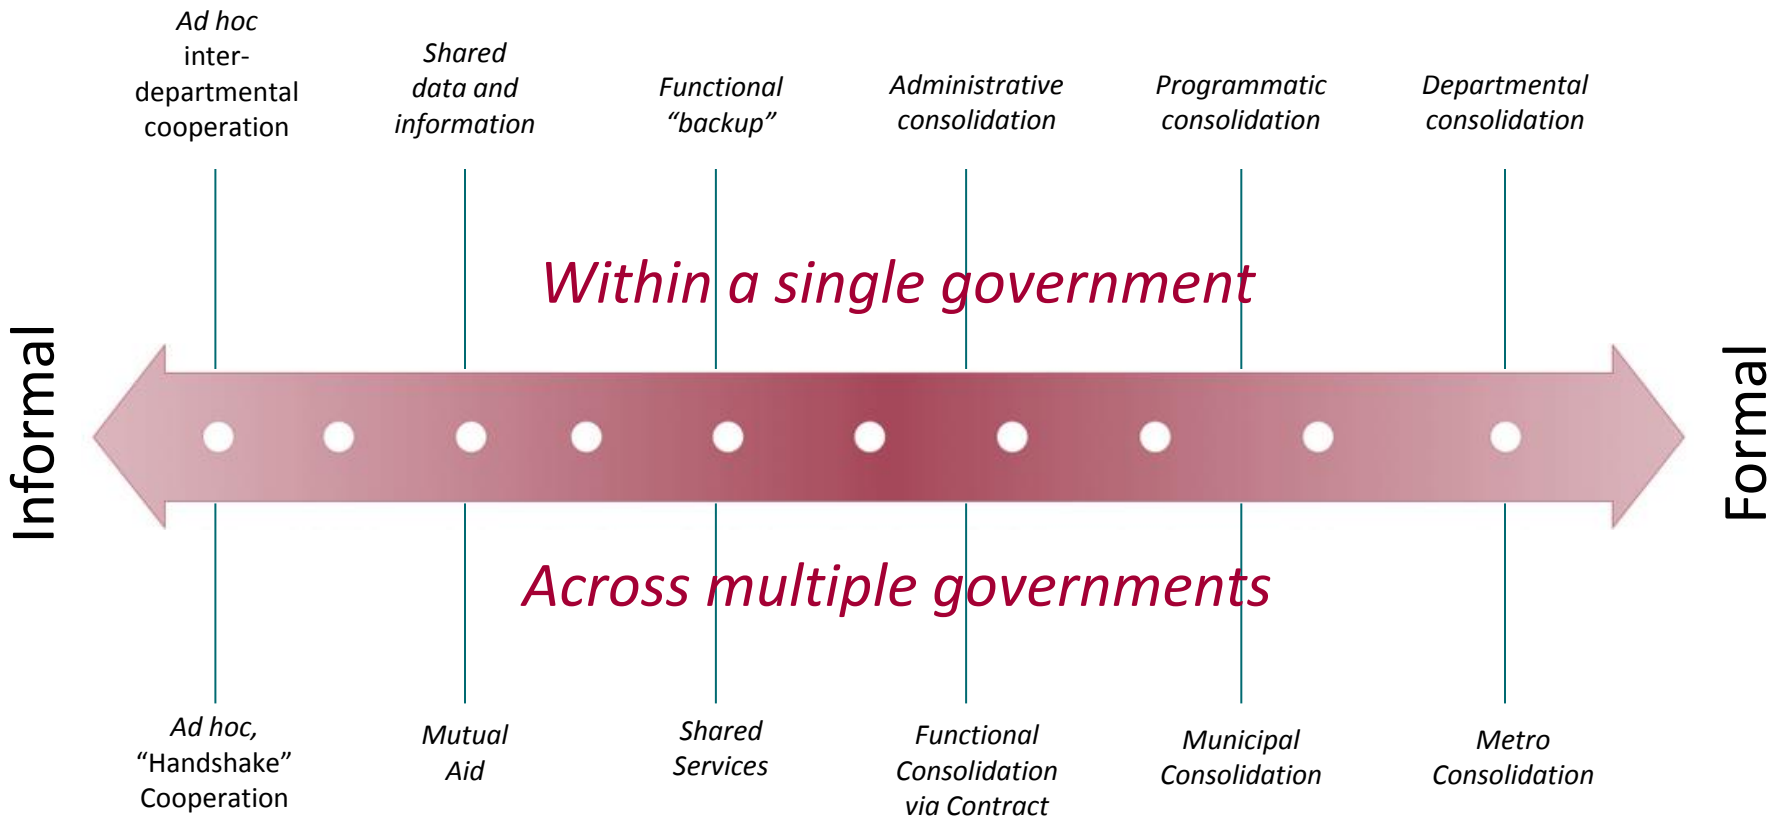 Ad hoc
inter-
departmental
cooperation
Shared
data and
information
Functional
“backup”
Administrative
consolidation
Programmatic
consolidation
Departmental
consolidation
Within a single government
Informal
Formal
Across multiple governments
Ad hoc,
“Handshake”
Cooperation
Mutual
Aid
Shared
Services
Functional
Consolidation
via Contract
Municipal
Consolidation
Metro
Consolidation